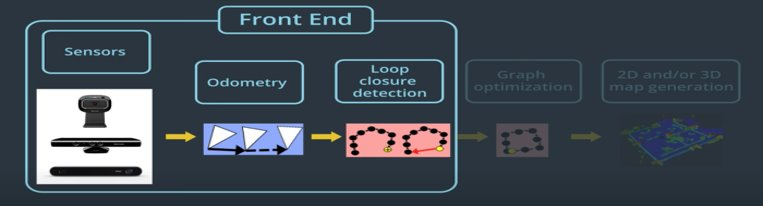 Front End
Sensors
Odometry
Loop
closure
detection
Graph
optimization
2D and/or 3D
map generation